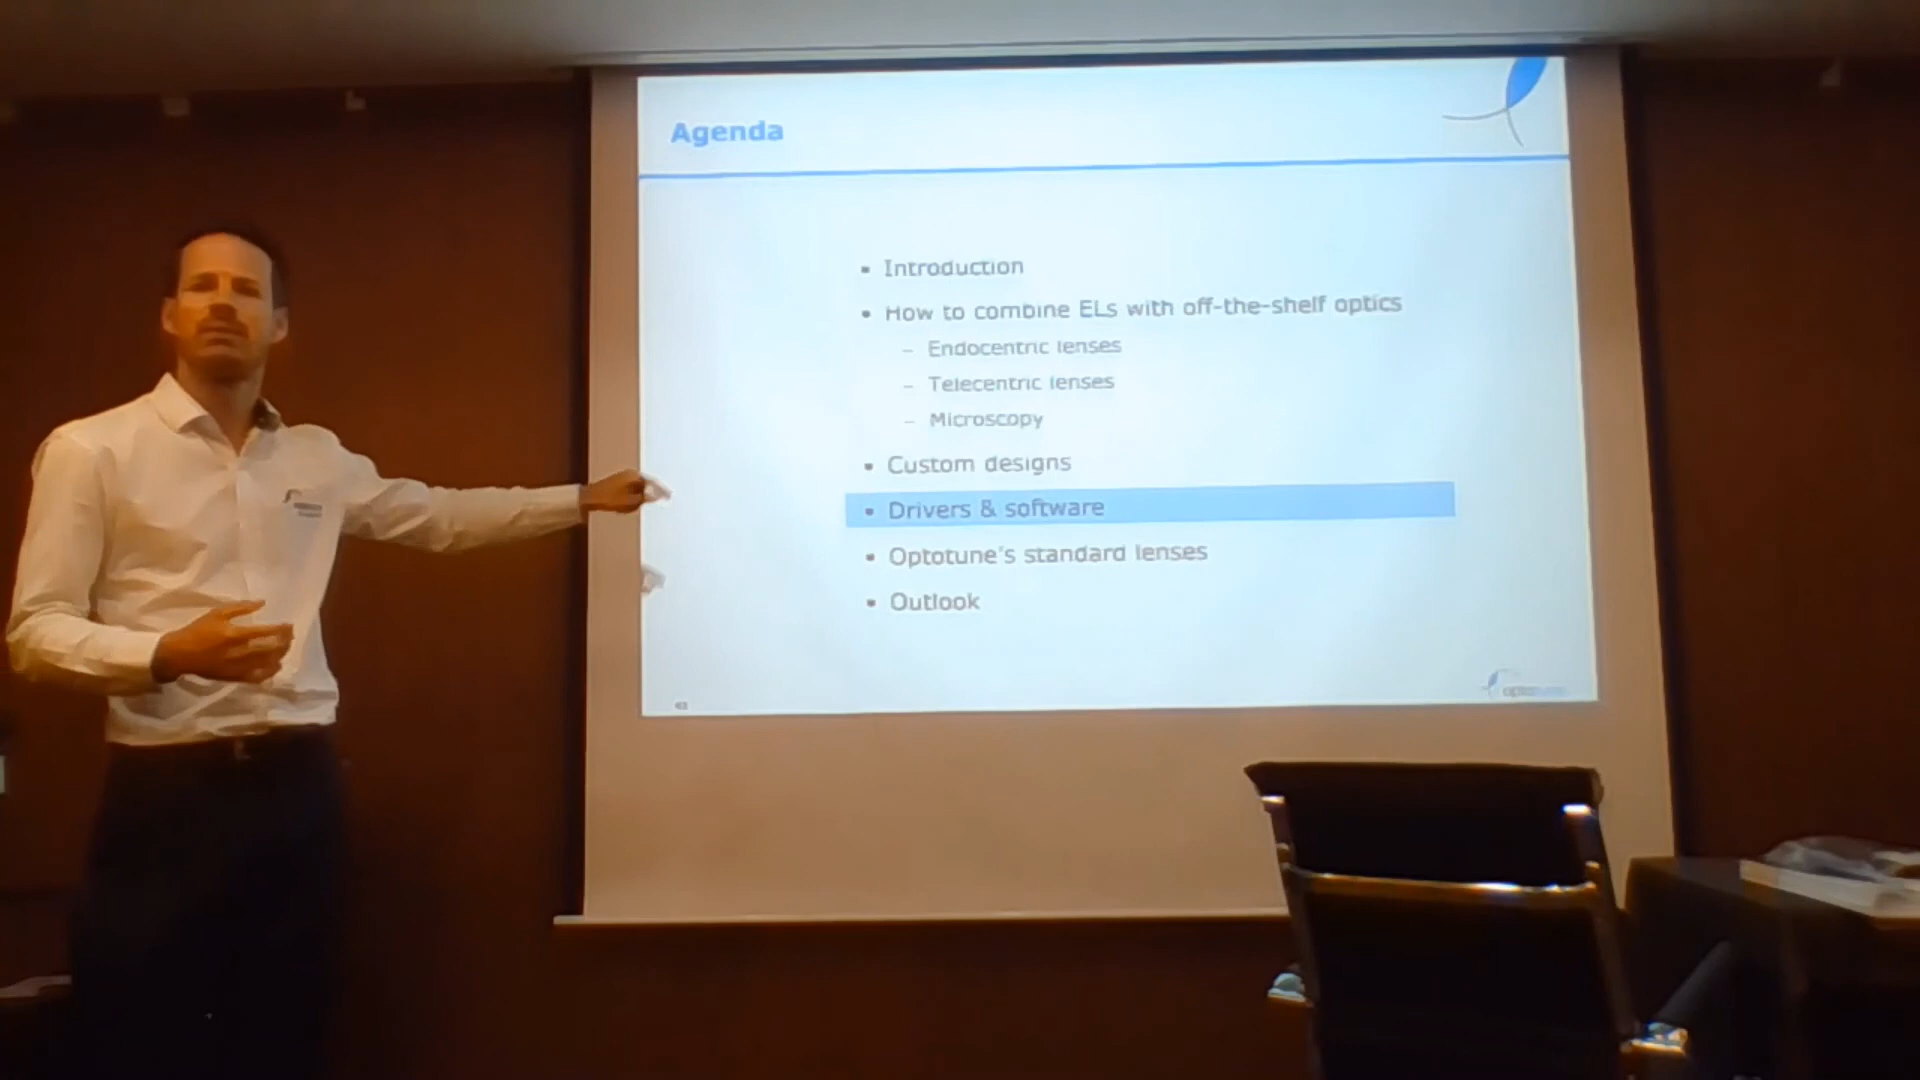 Agenda
▪ Introduction
▪ How to combine ELs with off-the-shelf optics
– Endocentric lenses
– Telecentric lenses
– Microscopy
▪ Custom designs
▪ Drivers & software
▪ Optotune's standard lenses
▪ Outlook
optotune